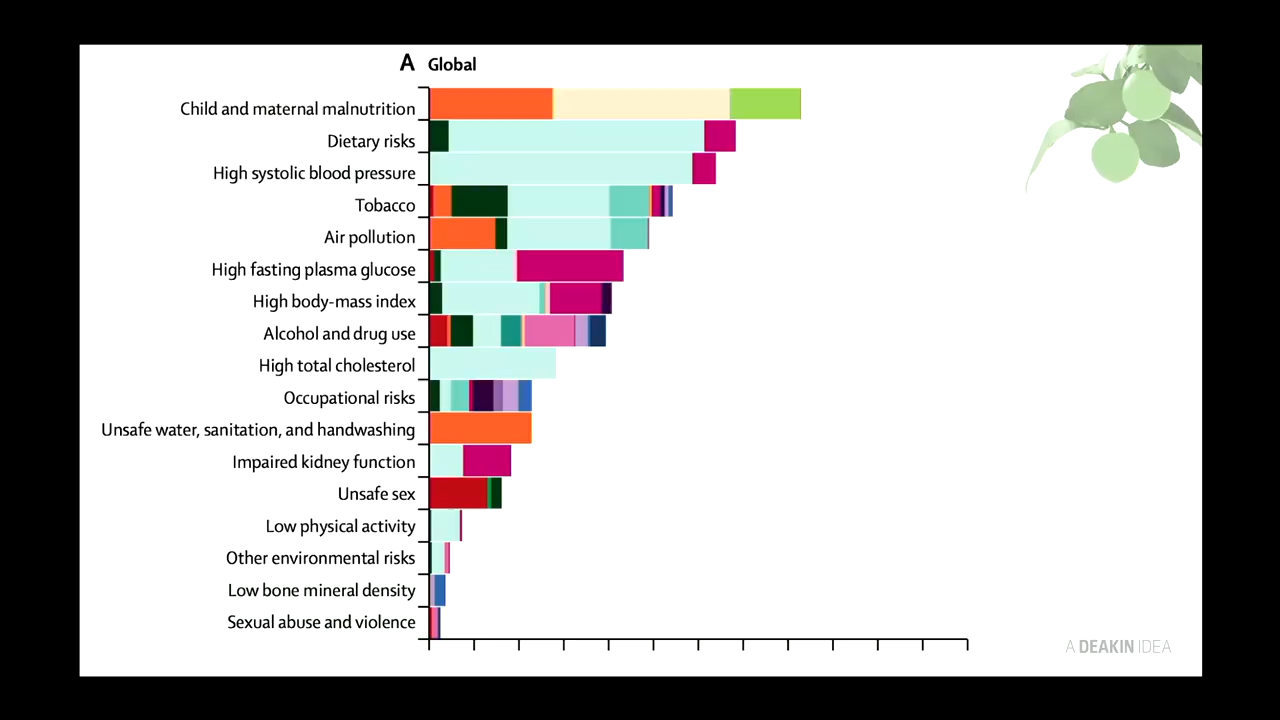 A Global
Child and maternal malnutrition
Dietary risks
High systolic blood pressure
Tobacco
Air pollution
High fasting plasma glucose
High body-mass index
Alcohol and drug use
High total cholesterol
Occupational risks
Unsafe water, sanitation, and handwashing
Impaired kidney function
Unsafe sex
Low physical activity
Other environmental risks
Low bone mineral density
Sexual abuse and violence
A DEAKIN IDEA